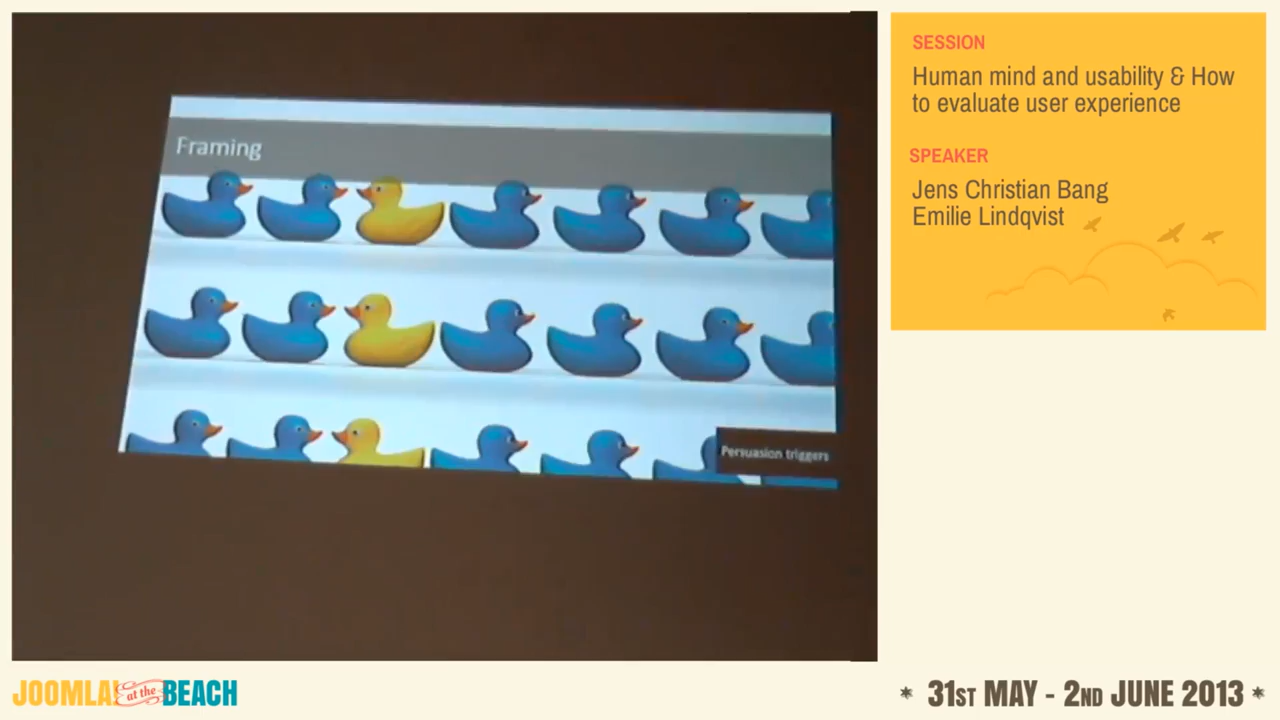 Framing
Persuasion triggers
SESSION
Human mind and usability & How
to evaluate user experience
SPEAKER
Jens Christian Bang
Emilie Lindqvist
JOOMLA! at the BEACH
* 31ST MAY - 2ND JUNE 2013 *